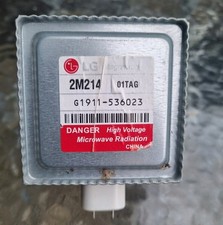 LG
2M214 01TAG
G1911-536023
DANGER High Voltage
Microwave Radiation
CHINA